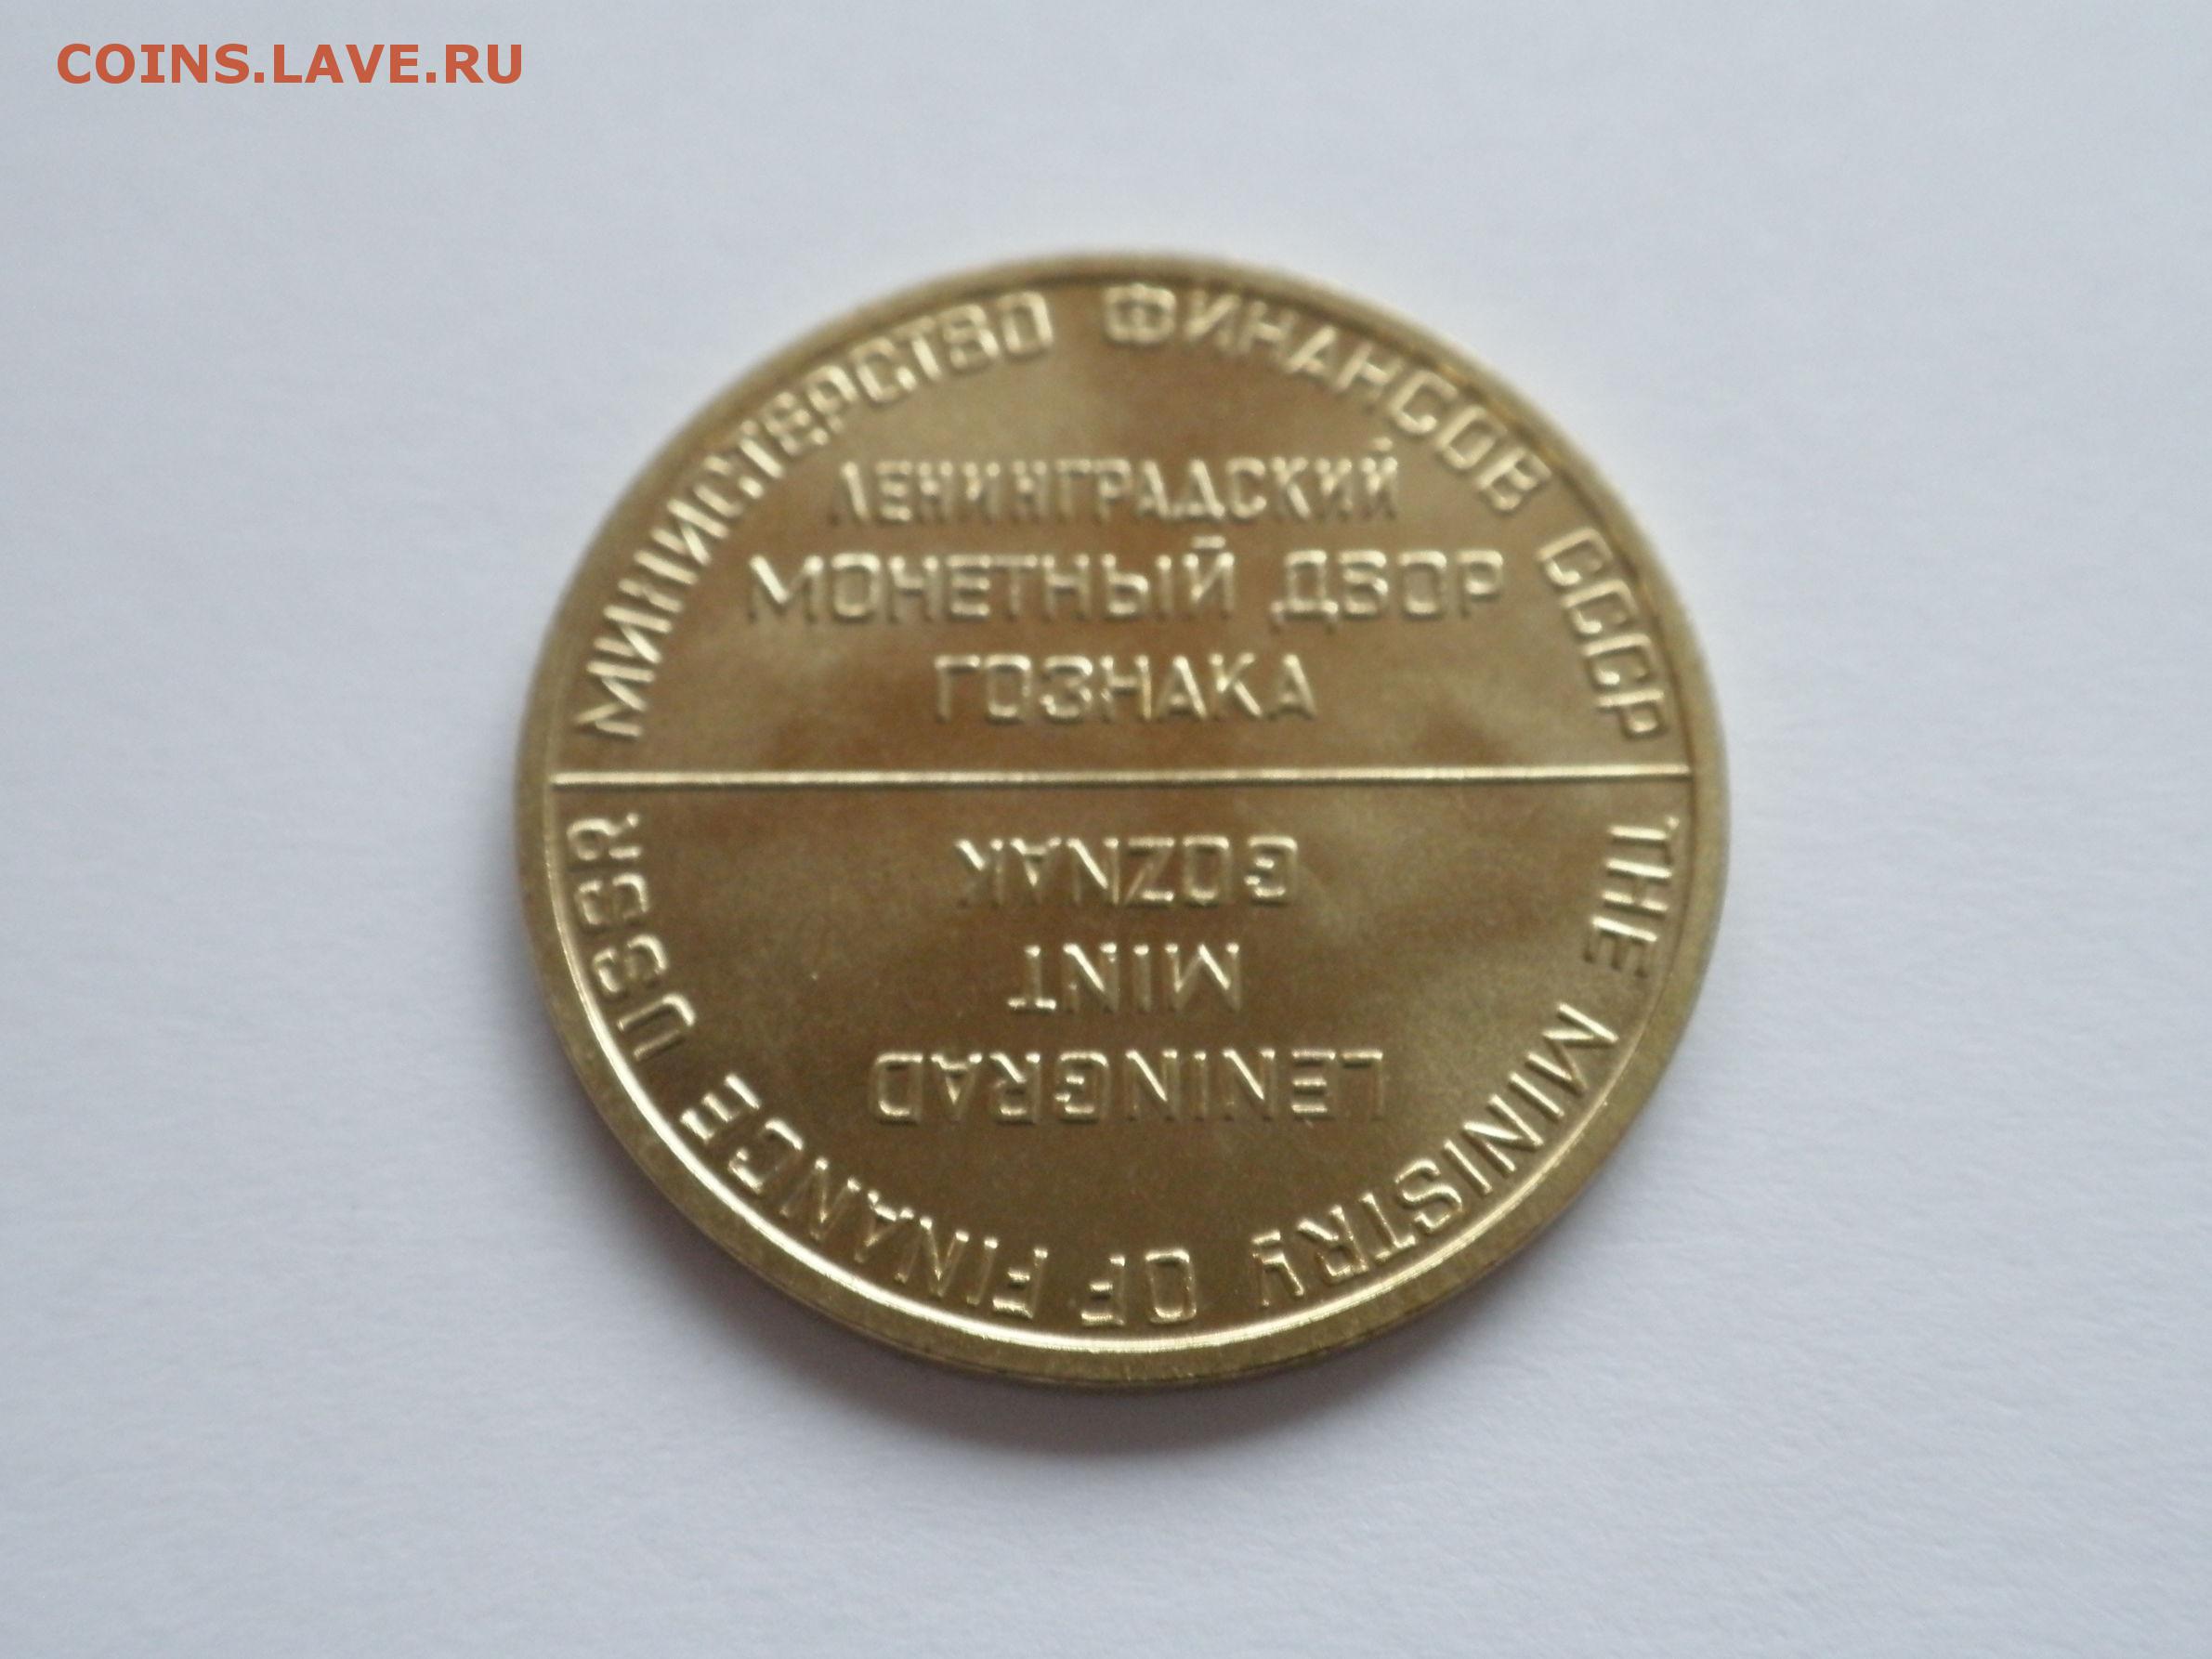 COINS.LAVE.RU
МИНИСТЕРСТВО ФИНАНСОВ СССР
ЛЕНИНГРАДСКИЙ
МОНЕТНЫЙ ДВОР
ГОЗНАКА
THE MINISTRY OF FINANCE USSR
LENINGRAD
MINT
GOZNAK